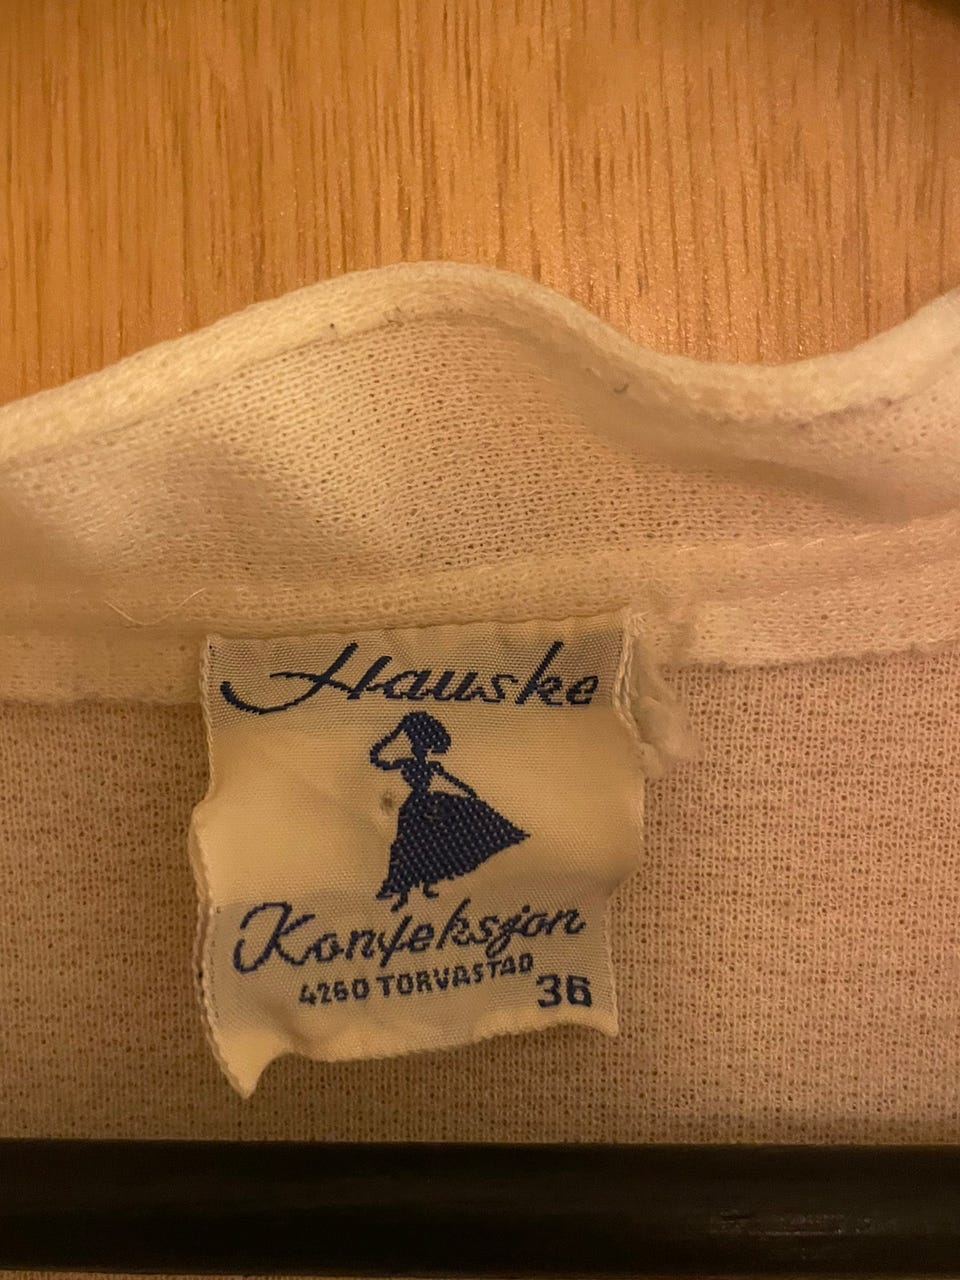 Hauske
Konfeksjon
4260 TORVASTAD
36